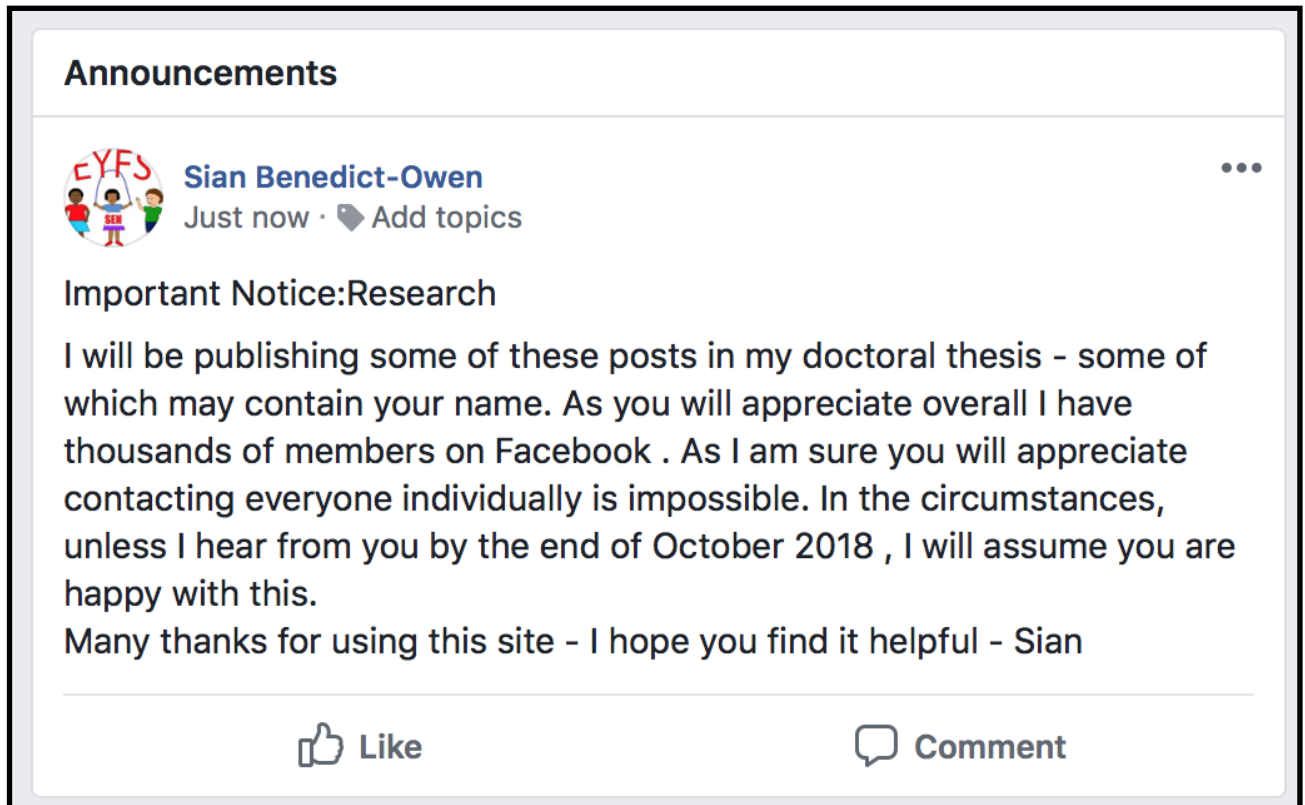 Announcements
EYFS
SEN
Sian Benedict-Owen
Just now · Add topics
Important Notice:Research
I will be publishing some of these posts in my doctoral thesis - some of
which may contain your name. As you will appreciate overall I have
thousands of members on Facebook . As I am sure you will appreciate
contacting everyone individually is impossible. In the circumstances,
unless I hear from you by the end of October 2018 , I will assume you are
happy with this.
Many thanks for using this site - I hope you find it helpful - Sian
Like
Comment